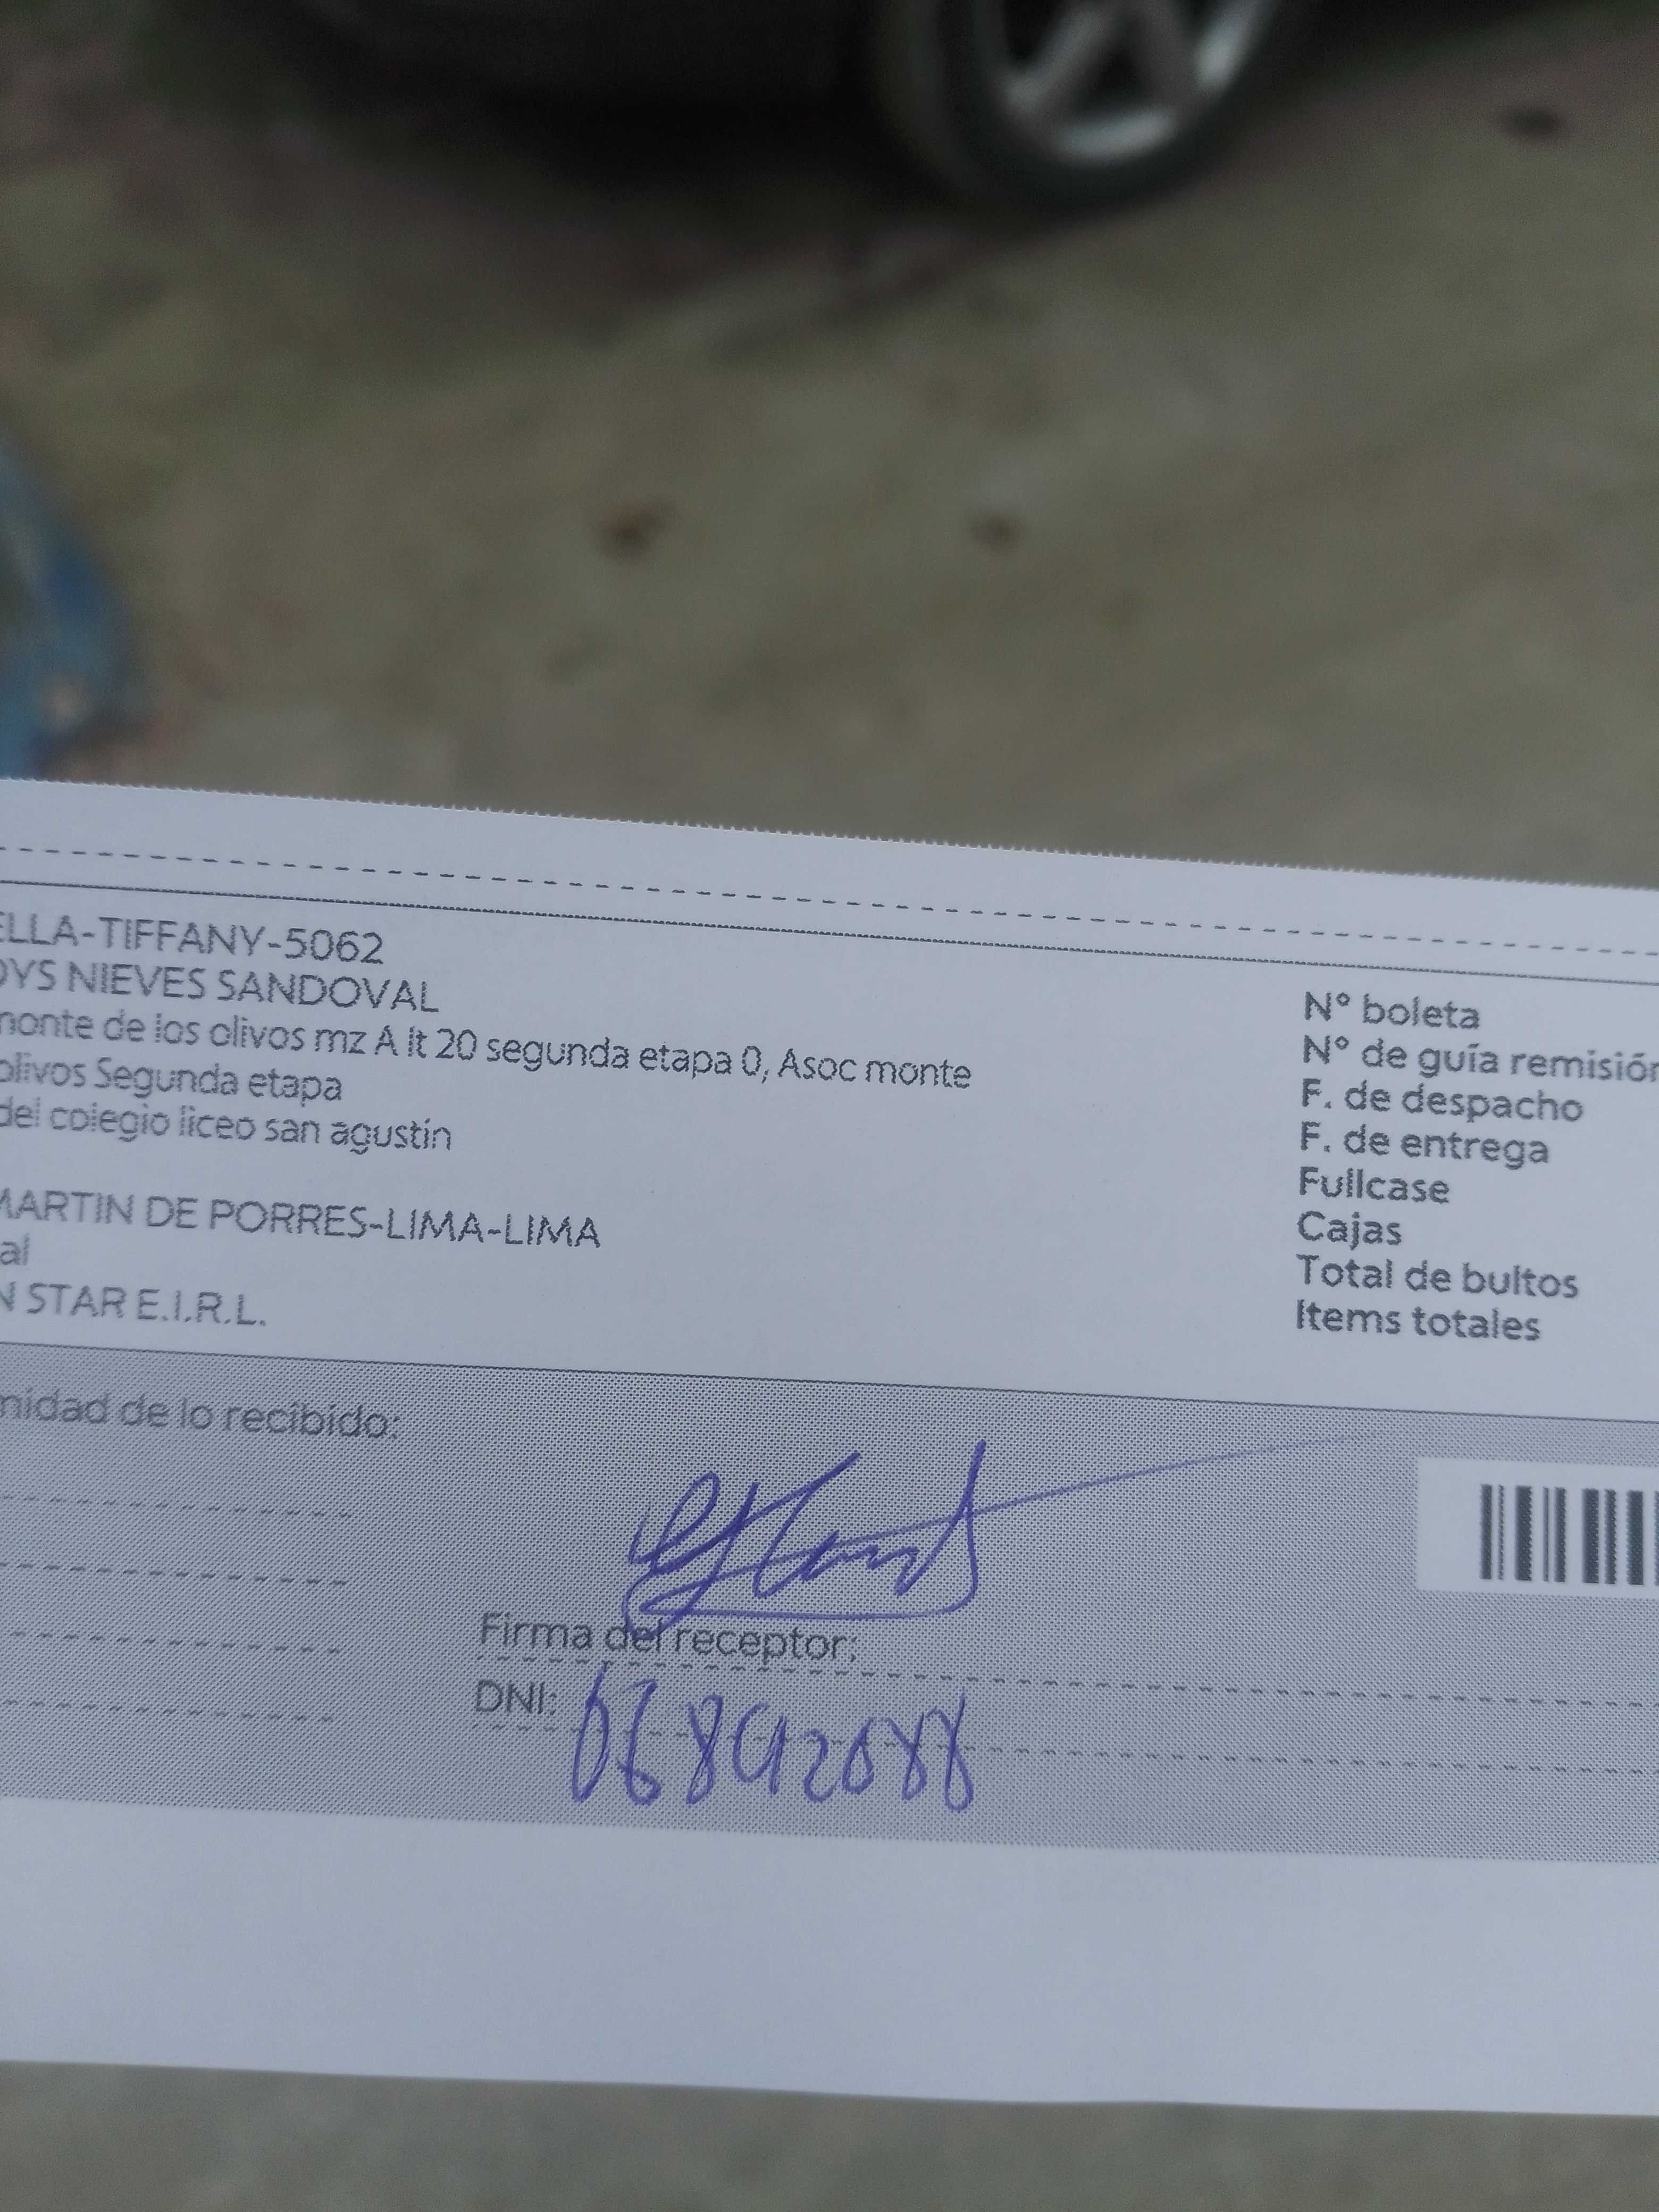 ELLA-TIFFANY-5062
DYS NIEVES SANDOVAL
monte de los olivos mz A lt 20 segunda etapa 0, Asoc monte
olivos Segunda etapa
del colegio liceo san agustin
MARTIN DE PORRES-LIMA-LIMA
al
N STAR E.I.R.L.
N° boleta
N° de guía remisión
F. de despacho
F. de entrega
Fullcase
Cajas
Total de bultos
Items totales
midad de lo recibido:
Firma del receptor:
DNI: 06892088